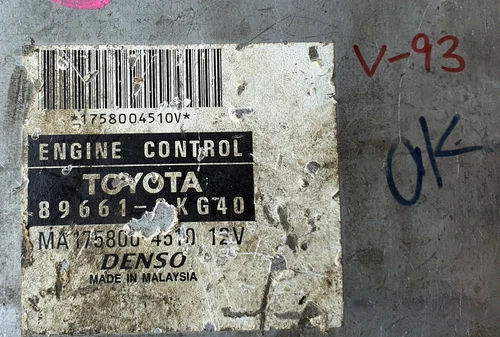 *1758004510V*
ENGINE CONTROL
TOYOTA
MA175800 4510 12V
DENSO
MADE IN MALAYSIA
V-93
OK